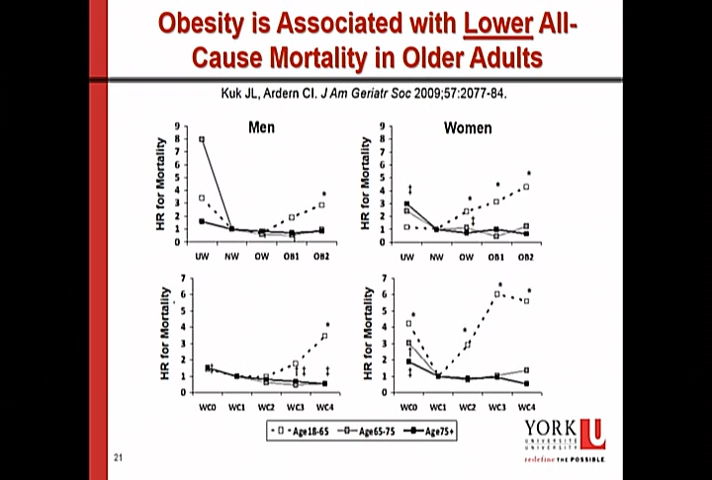 Obesity is Associated with Lower All-
Cause Mortality in Older Adults
Kuk JL, Ardern CI. J Am Geriatr Soc 2009;57:2077-84.
Men
HR for Mortality
9
8
7
6
5
4
3
2
1
0
UW NW OW OB1 OB2
*
Women
HR for Mortality
9
8
7
6
5
4
3
2
1
0
UW NW OW OB1 OB2
‡ * ‡ * *
HR for Mortality
7
6
5
4
3
2
1
0
WC0 WC1 WC2 WC3 WC4
* ‡
HR for Mortality
7
6
5
4
3
2
1
0
WC0 WC1 WC2 WC3 WC4
* * * *
Age18-65 Age65-75 Age75+
YORK U
UNIVERSITÉ
UNIVERSITY
redefine THE POSSIBLE.
21